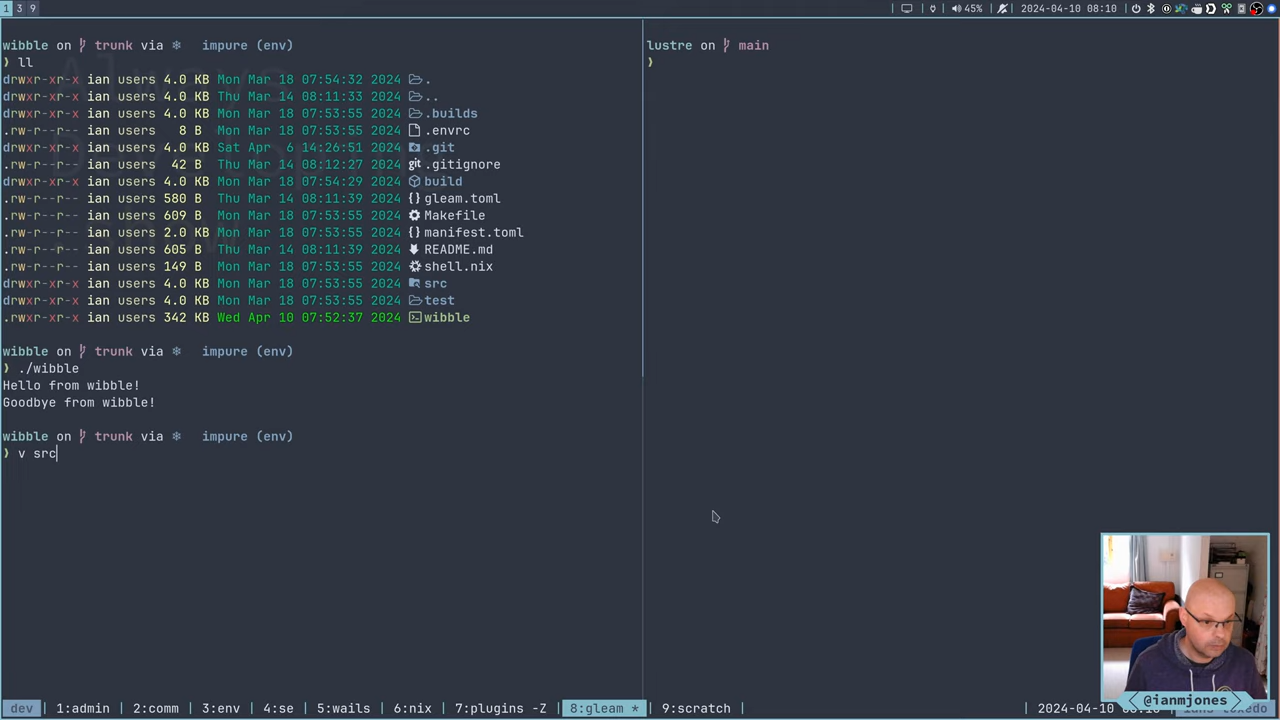 1 3 9
45%
2024-04-10 08:10
wibble on trunk via impure (env)
❯ ll
drwxr-xr-x ian users 4.0 KB Mon Mar 18 07:54:32 2024 .
drwxr-xr-x ian users 4.0 KB Thu Mar 14 08:11:33 2024 ..
drwxr-xr-x ian users 4.0 KB Mon Mar 18 07:53:55 2024 .builds
.rw-r--r-- ian users 8 B Mon Mar 18 07:53:55 2024 .envrc
drwxr-xr-x ian users 4.0 KB Sat Apr 6 14:26:51 2024 .git
.rw-r--r-- ian users 42 B Thu Mar 14 08:12:27 2024 git .gitignore
drwxr-xr-x ian users 4.0 KB Mon Mar 18 07:54:29 2024 build
.rw-r--r-- ian users 580 B Thu Mar 14 08:11:39 2024 {} gleam.toml
.rw-r--r-- ian users 609 B Mon Mar 18 07:53:55 2024 Makefile
.rw-r--r-- ian users 2.0 KB Mon Mar 18 07:53:55 2024 {} manifest.toml
.rw-r--r-- ian users 605 B Thu Mar 14 08:11:39 2024 README.md
.rw-r--r-- ian users 149 B Mon Mar 18 07:53:55 2024 shell.nix
drwxr-xr-x ian users 4.0 KB Mon Mar 18 07:53:55 2024 src
drwxr-xr-x ian users 4.0 KB Mon Mar 18 07:53:55 2024 test
.rwxr-xr-x ian users 342 KB Wed Apr 10 07:52:37 2024 wibble
wibble on trunk via impure (env)
❯ ./wibble
Hello from wibble!
Goodbye from wibble!
wibble on trunk via impure (env)
❯ v src
lustre on main
❯
@ianmjones
dev | 1:admin | 2:comm | 3:env | 4:se | 5:wails | 6:nix | 7:plugins -Z | 8:gleam * | 9:scratch |
| 2024-04-10